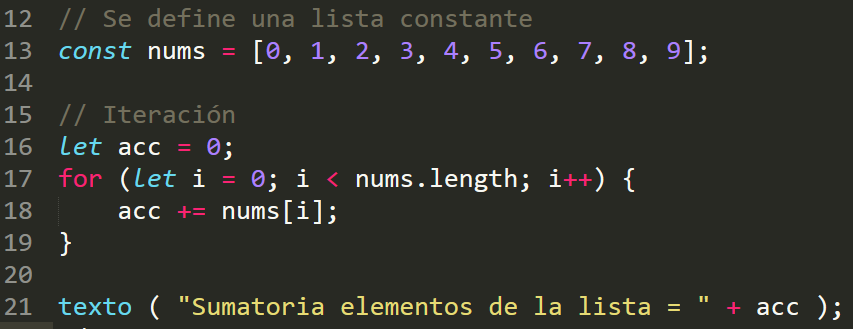 12 // Se define una lista constante
13 const nums = [0, 1, 2, 3, 4, 5, 6, 7, 8, 9];
14
15 // Iteración
16 let acc = 0;
17 for (let i = 0; i < nums.length; i++) {
18     acc += nums[i];
19 }
20
21 texto ( "Sumatoria elementos de la lista = " + acc );